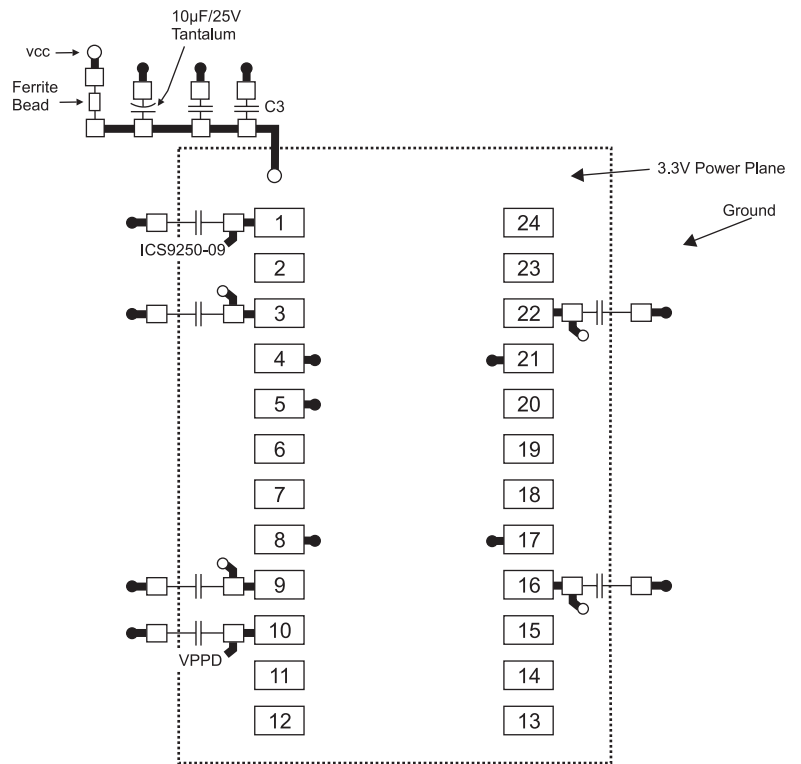 10µF/25V
Tantalum
vcc
Ferrite
Bead
C3
3.3V Power Plane
Ground
1 24
ICS9250-09
2 23
3 22
4 21
5 20
6 19
7 18
8 17
9 16
10 15
VPPD
11 14
12 13